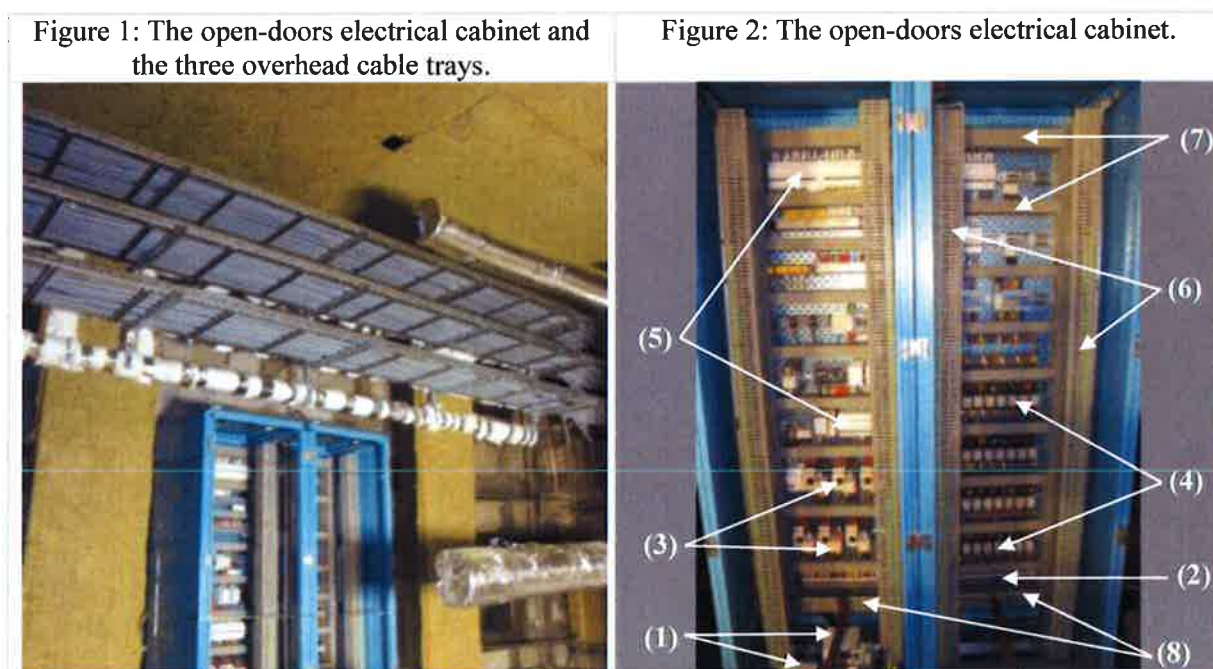 Figure 1: The open-doors electrical cabinet and
the three overhead cable trays.
Figure 2: The open-doors electrical cabinet.
(7)
(6)
(5)
(4)
(3)
(2)
(1)
(8)